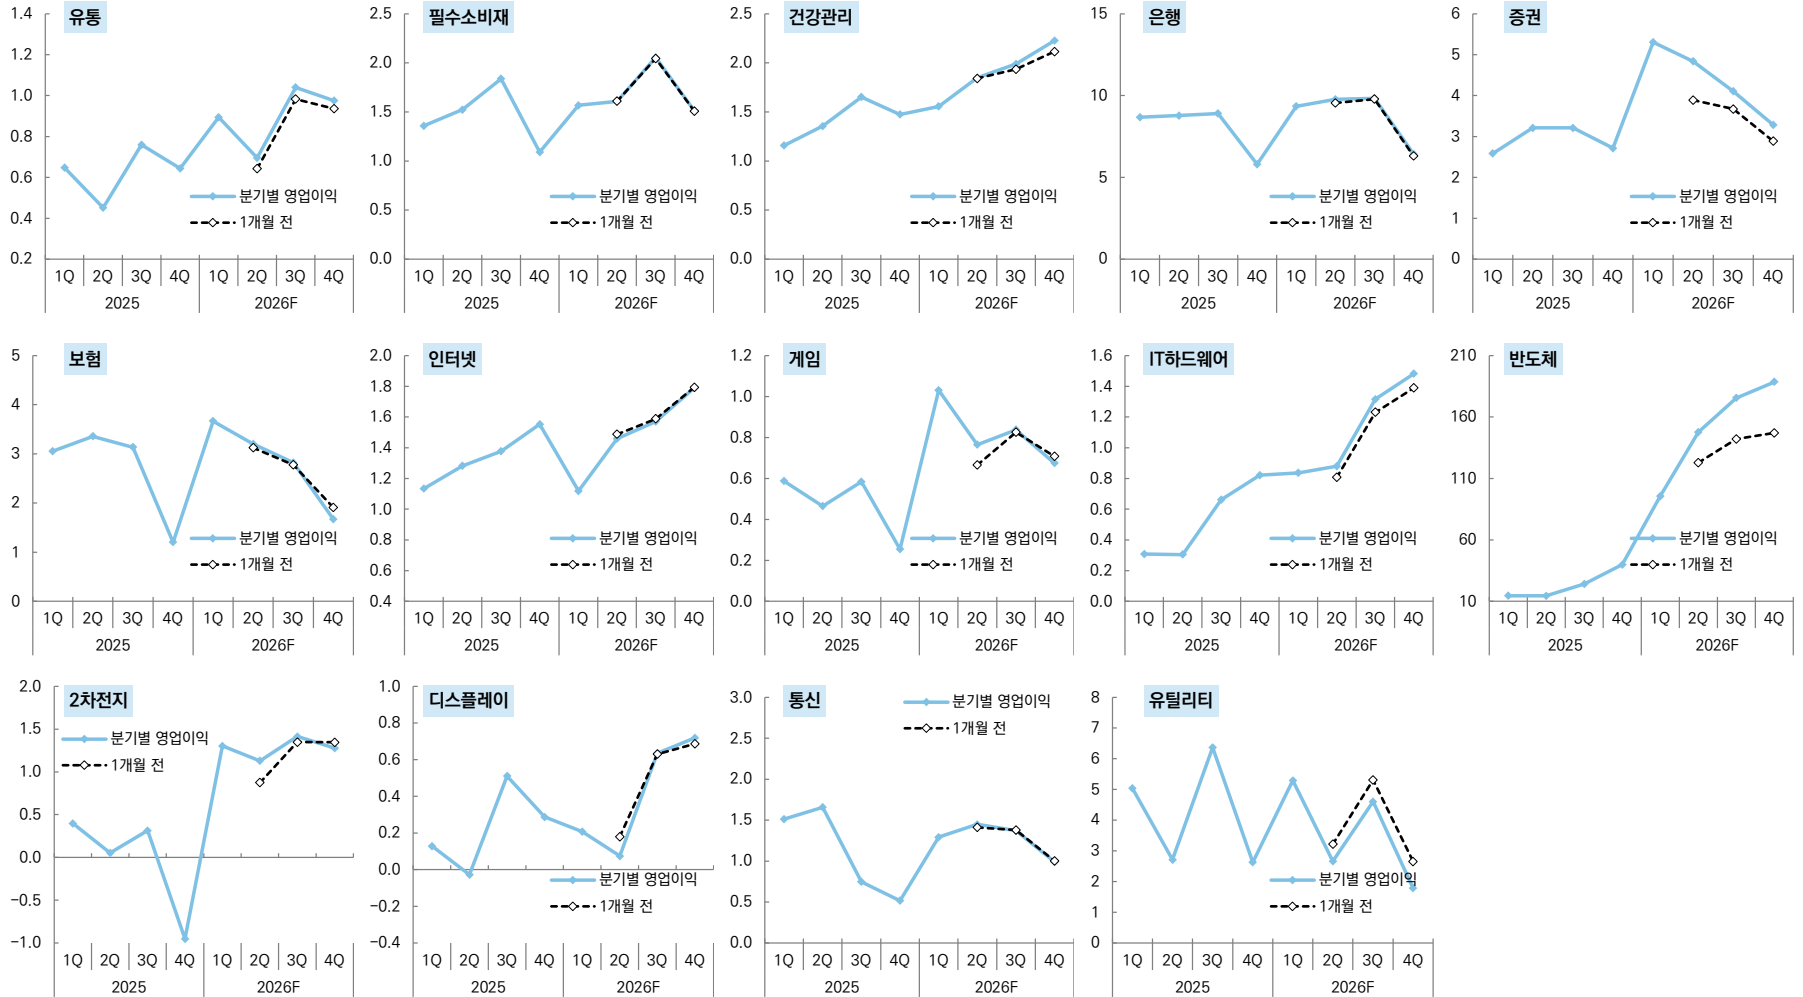 유통
1.4
1.2
1.0
0.8
0.6
0.4
0.2
분기별 영업이익
1개월 전
1Q 2Q 3Q 4Q 1Q 2Q 3Q 4Q
2025 2026F
필수소비재
2.5
2.0
1.5
1.0
0.5
0.0
분기별 영업이익
1개월 전
1Q 2Q 3Q 4Q 1Q 2Q 3Q 4Q
2025 2026F
건강관리
2.5
2.0
1.5
1.0
0.5
0.0
분기별 영업이익
1개월 전
1Q 2Q 3Q 4Q 1Q 2Q 3Q 4Q
2025 2026F
은행
15
10
5
0
분기별 영업이익
1개월 전
1Q 2Q 3Q 4Q 1Q 2Q 3Q 4Q
2025 2026F
증권
6
5
4
3
2
1
0
분기별 영업이익
1개월 전
1Q 2Q 3Q 4Q 1Q 2Q 3Q 4Q
2025 2026F
보험
5
4
3
2
1
0
분기별 영업이익
1개월 전
1Q 2Q 3Q 4Q 1Q 2Q 3Q 4Q
2025 2026F
인터넷
2.0
1.8
1.6
1.4
1.2
1.0
0.8
0.6
0.4
분기별 영업이익
1개월 전
1Q 2Q 3Q 4Q 1Q 2Q 3Q 4Q
2025 2026F
게임
1.2
1.0
0.8
0.6
0.4
0.2
0.0
분기별 영업이익
1개월 전
1Q 2Q 3Q 4Q 1Q 2Q 3Q 4Q
2025 2026F
IT하드웨어
1.6
1.4
1.2
1.0
0.8
0.6
0.4
0.2
0.0
분기별 영업이익
1개월 전
1Q 2Q 3Q 4Q 1Q 2Q 3Q 4Q
2025 2026F
반도체
210
160
110
60
10
분기별 영업이익
1개월 전
1Q 2Q 3Q 4Q 1Q 2Q 3Q 4Q
2025 2026F
2차전지
2.0
1.5
1.0
0.5
0.0
−0.5
−1.0
분기별 영업이익
1개월 전
1Q 2Q 3Q 4Q 1Q 2Q 3Q 4Q
2025 2026F
디스플레이
1.0
0.8
0.6
0.4
0.2
0.0
−0.2
−0.4
분기별 영업이익
1개월 전
1Q 2Q 3Q 4Q 1Q 2Q 3Q 4Q
2025 2026F
통신
3.0
2.5
2.0
1.5
1.0
0.5
0.0
분기별 영업이익
1개월 전
1Q 2Q 3Q 4Q 1Q 2Q 3Q 4Q
2025 2026F
유틸리티
8
7
6
5
4
3
2
1
0
분기별 영업이익
1개월 전
1Q 2Q 3Q 4Q 1Q 2Q 3Q 4Q
2025 2026F